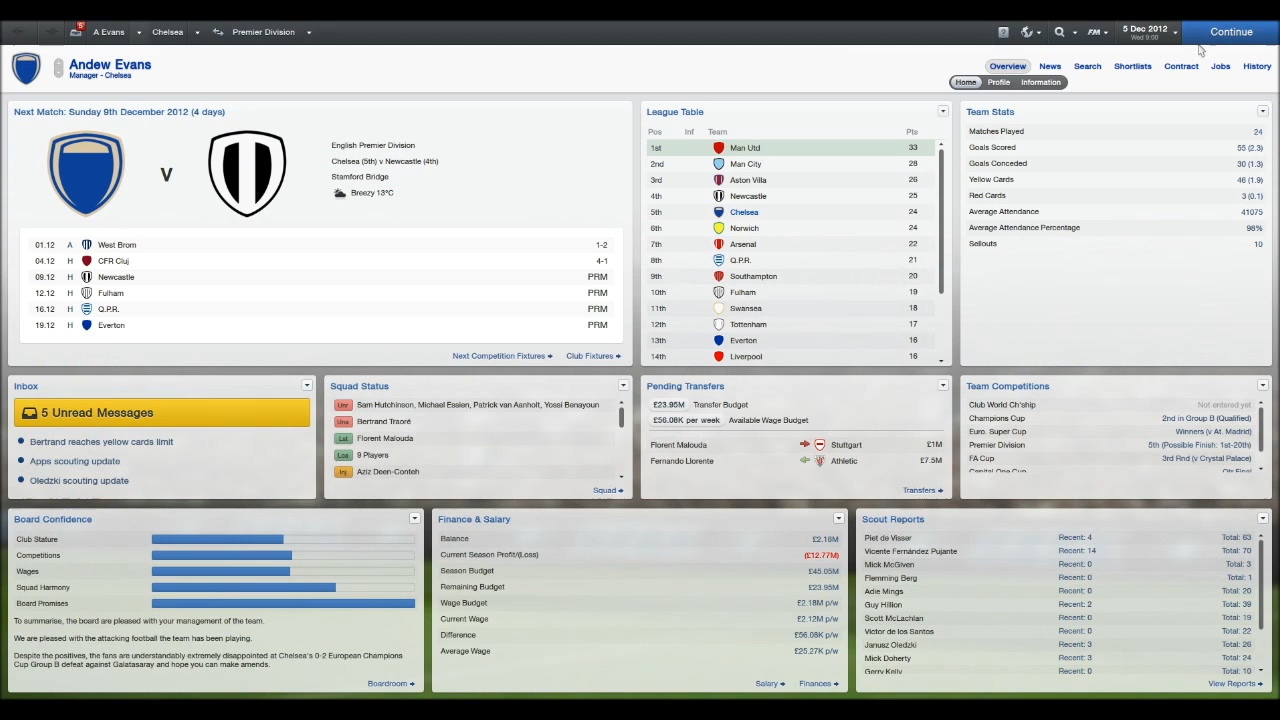 5
A Evans
Chelsea
Premier Division
?
FM
5 Dec 2012
Wed 9:00
Continue
Andew Evans
Manager - Chelsea
Overview News Search Shortlists Contract Jobs History
Home Profile Information
Next Match: Sunday 9th December 2012 (4 days)
V
English Premier Division
Chelsea (5th) v Newcastle (4th)
Stamford Bridge
Breezy 13°C
01.12 A West Brom 1-2
04.12 H CFR Cluj 4-1
09.12 H Newcastle PRM
12.12 H Fulham PRM
16.12 H Q.P.R. PRM
19.12 H Everton PRM
Next Competition Fixtures Club Fixtures
League Table
Pos Inf Team Pts
1st Man Utd 33
2nd Man City 28
3rd Aston Villa 26
4th Newcastle 25
5th Chelsea 24
6th Norwich 24
7th Arsenal 22
8th Q.P.R. 21
9th Southampton 20
10th Fulham 19
11th Swansea 18
12th Tottenham 17
13th Everton 16
14th Liverpool 16
Team Stats
Matches Played 24
Goals Scored 55 (2.3)
Goals Conceded 30 (1.3)
Yellow Cards 46 (1.9)
Red Cards 3 (0.1)
Average Attendance 41075
Average Attendance Percentage 98%
Sellouts 10
Inbox
5 Unread Messages
Bertrand reaches yellow cards limit
Apps scouting update
Oledzki scouting update
Squad Status
Unr Sam Hutchinson, Michael Essien, Patrick van Aanholt, Yossi Benayoun
Una Bertrand Traoré
Lst Florent Malouda
Loa 9 Players
Inj Aziz Deen-Conteh
Squad
Pending Transfers
£23.95M Transfer Budget
£56.08K per week Available Wage Budget
Florent Malouda Stuttgart £1M
Fernando Llorente Athletic £7.5M
Transfers
Team Competitions
Club World Ch'ship Not entered yet
Champions Cup 2nd in Group B (Qualified)
Euro. Super Cup Winners (v At. Madrid)
Premier Division 5th (Possible Finish: 1st-20th)
FA Cup 3rd Rnd (v Crystal Palace)
Capital One Cup Qtr Final
Board Confidence
Club Stature
Competitions
Wages
Squad Harmony
Board Promises
To summarise, the board are pleased with your management of the team.
We are pleased with the attacking football the team has been playing.
Despite the positives, the fans are understandably extremely disappointed at Chelsea's 0-2 European Champions
Cup Group B defeat against Galatasaray and hope you can make amends.
Boardroom
Finance & Salary
Balance £2.18M
Current Season Profit/(Loss) (£12.77M)
Season Budget £45.05M
Remaining Budget £23.95M
Wage Budget £2.18M p/w
Current Wage £2.12M p/w
Difference £56.08K p/w
Average Wage £25.27K p/w
Salary Finances
Scout Reports
Piet de Visser Recent: 4 Total: 63
Vicente Fernández Pujante Recent: 14 Total: 70
Mick McGiven Recent: 0 Total: 3
Flemming Berg Recent: 0 Total: 1
Adie Mings Recent: 0 Total: 20
Guy Hillion Recent: 2 Total: 39
Scott McLachlan Recent: 0 Total: 19
Victor de los Santos Recent: 0 Total: 22
Janusz Oledzki Recent: 3 Total: 26
Mick Doherty Recent: 3 Total: 24
Gerry Kelly Recent: 0 Total: 10
View Reports